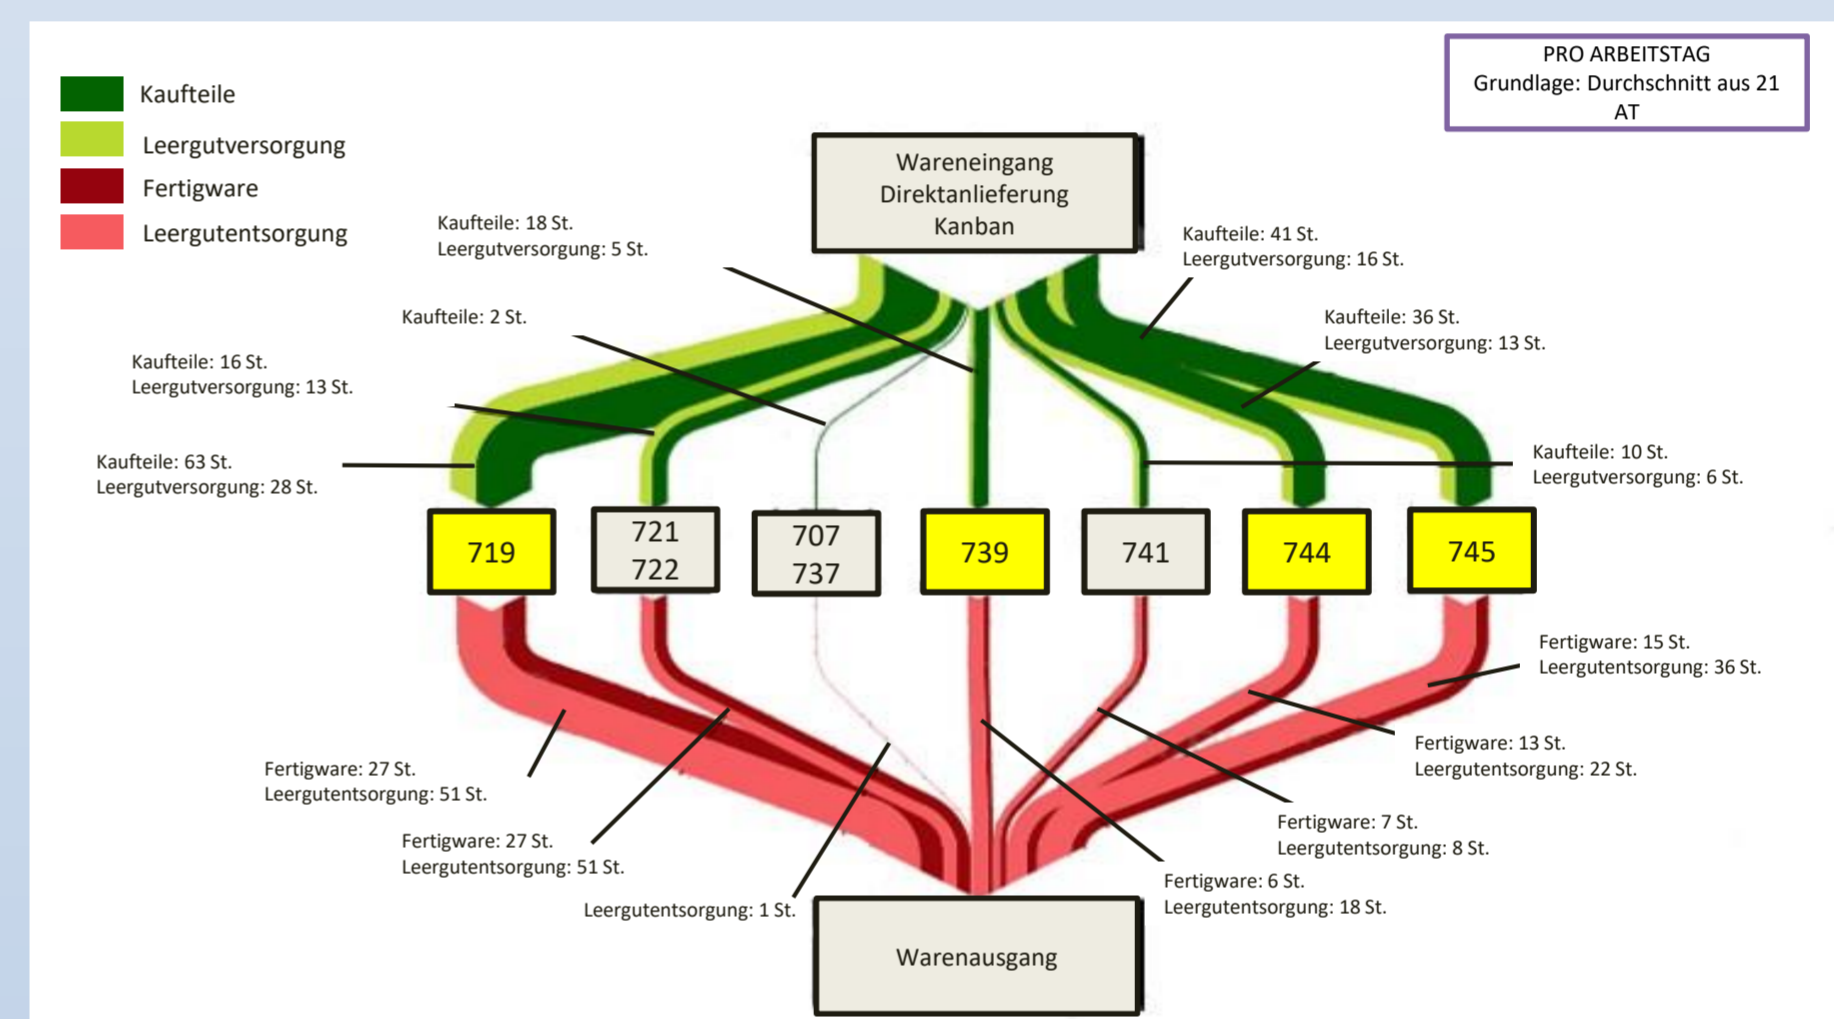 PRO ARBEITSTAG
Grundlage: Durchschnitt aus 21
AT
Kaufteile
Leergutversorgung
Fertigware
Leergutentsorgung
Wareneingang
Direktanlieferung
Kanban
Kaufteile: 18 St.
Leergutversorgung: 5 St.
Kaufteile: 41 St.
Leergutversorgung: 16 St.
Kaufteile: 2 St.
Kaufteile: 36 St.
Leergutversorgung: 13 St.
Kaufteile: 16 St.
Leergutversorgung: 13 St.
Kaufteile: 63 St.
Leergutversorgung: 28 St.
Kaufteile: 10 St.
Leergutversorgung: 6 St.
719
721
722
707
737
739
741
744
745
Fertigware: 15 St.
Leergutentsorgung: 36 St.
Fertigware: 13 St.
Leergutentsorgung: 22 St.
Fertigware: 27 St.
Leergutentsorgung: 51 St.
Fertigware: 7 St.
Leergutentsorgung: 8 St.
Fertigware: 27 St.
Leergutentsorgung: 51 St.
Fertigware: 6 St.
Leergutentsorgung: 18 St.
Leergutentsorgung: 1 St.
Warenausgang